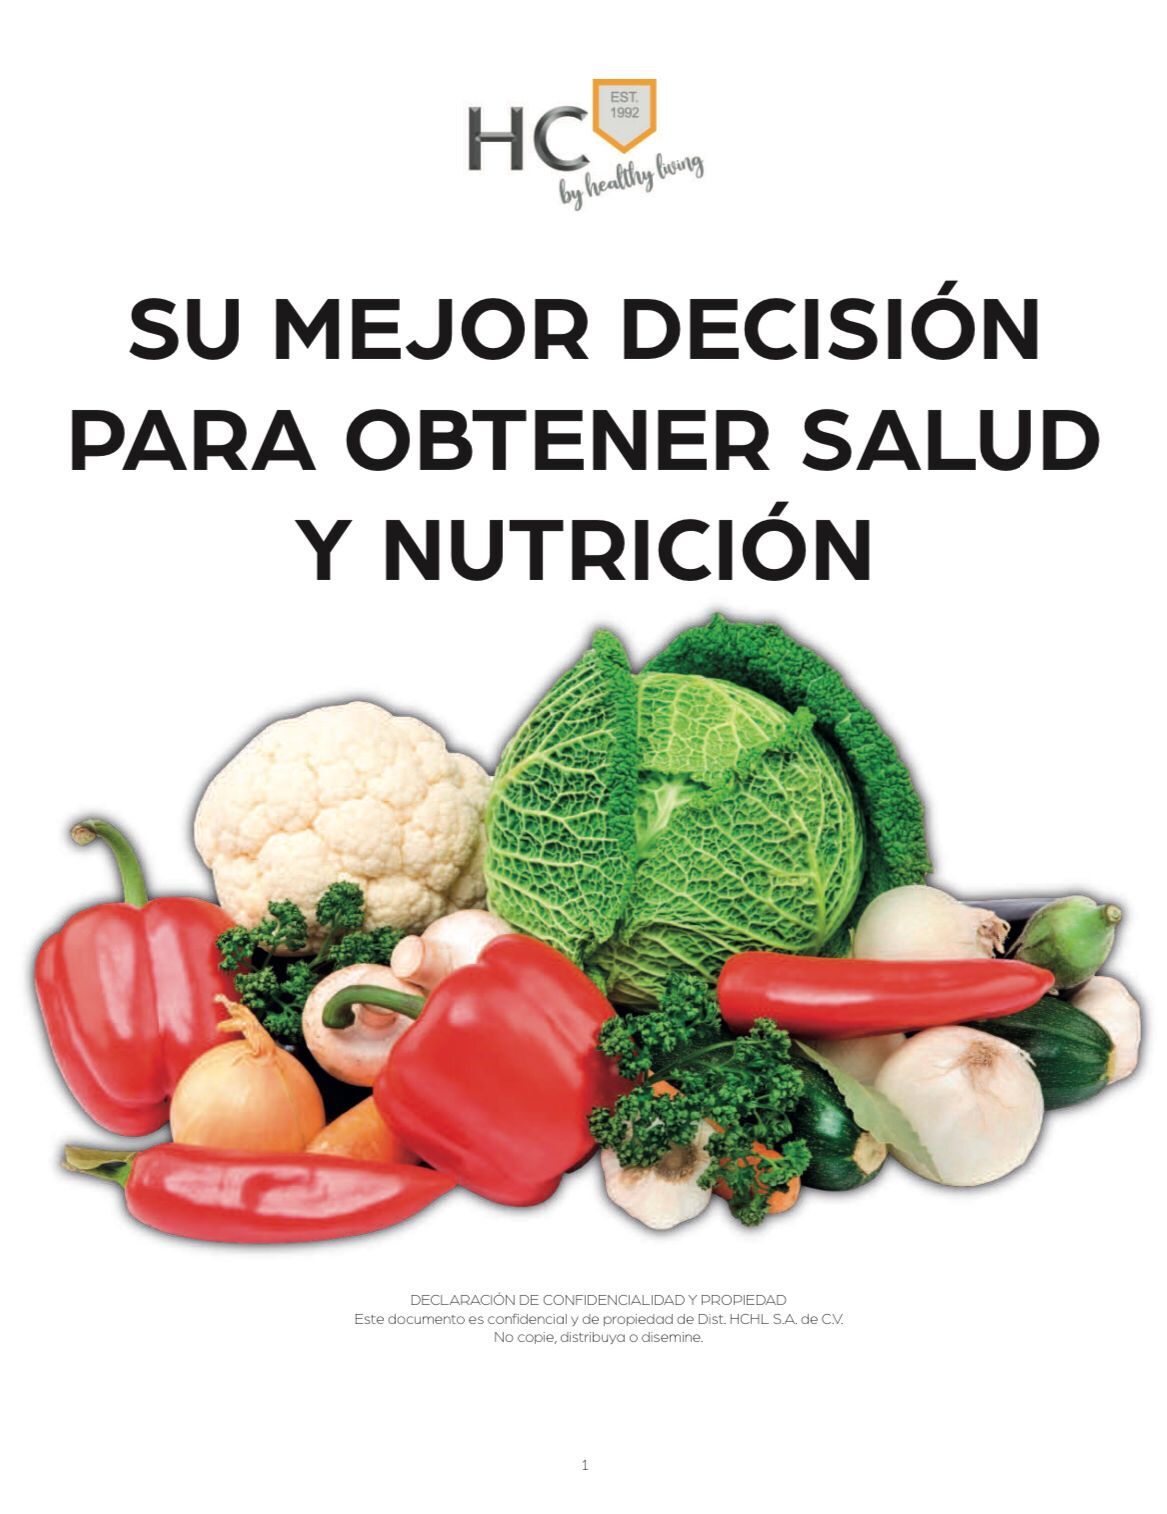 HC
EST.
1992
by healthy living
SU MEJOR DECISIÓN
PARA OBTENER SALUD
Y NUTRICIÓN
DECLARACIÓN DE CONFIDENCIALIDAD Y PROPIEDAD
Este documento es confidencial y de propiedad de Dist. HCHL S.A. de C.V.
No copie, distribuya o disemine.
1